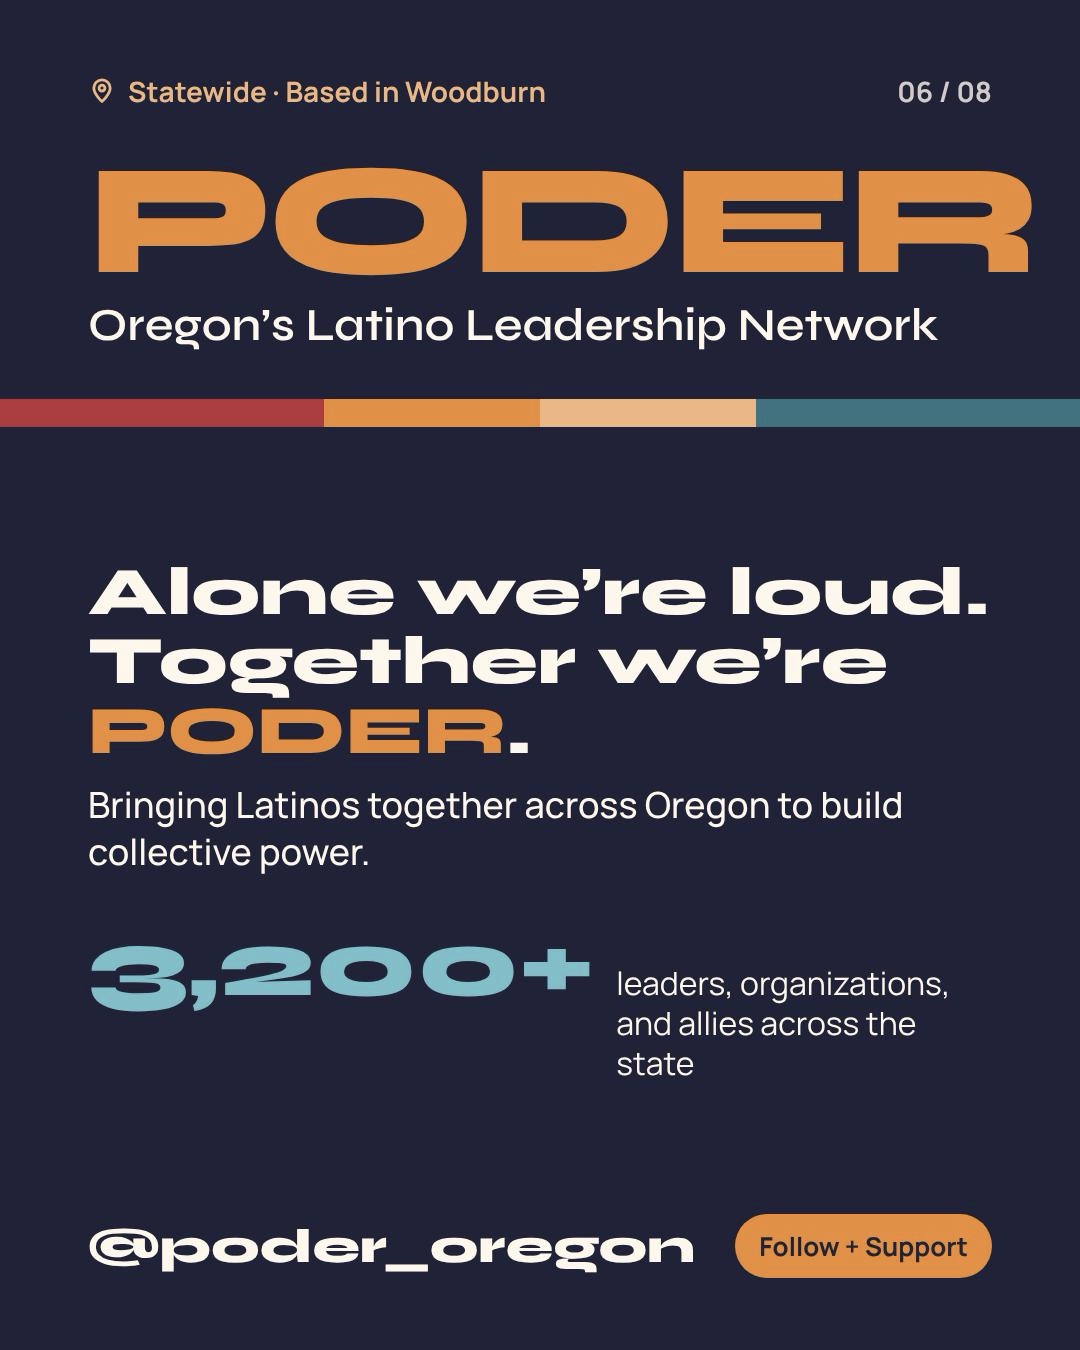 Statewide · Based in Woodburn
06 / 08
PODER
Oregon’s Latino Leadership Network
Alone we’re loud.
Together we’re
PODER.
Bringing Latinos together across Oregon to build
collective power.
3,200+
leaders, organizations,
and allies across the
state
@poder_oregon
Follow + Support